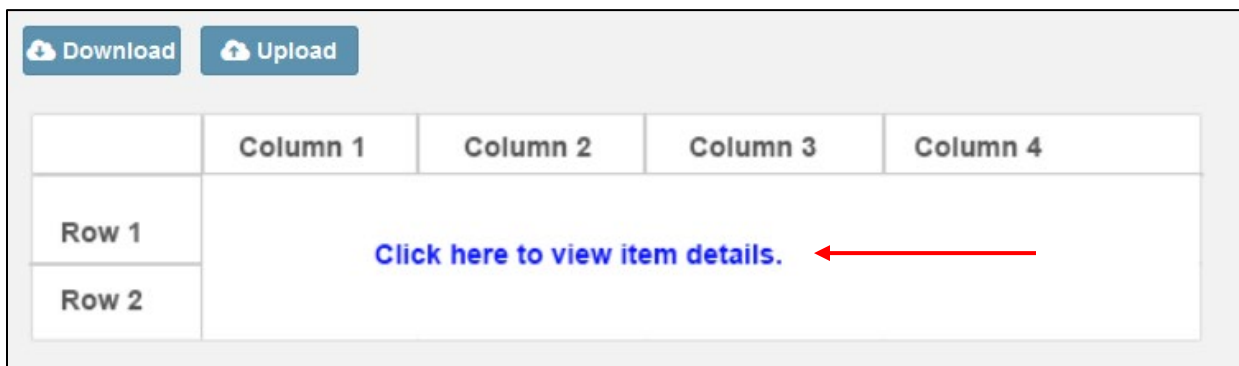 Download Upload
Column 1 Column 2 Column 3 Column 4
Row 1
Click here to view item details.
Row 2